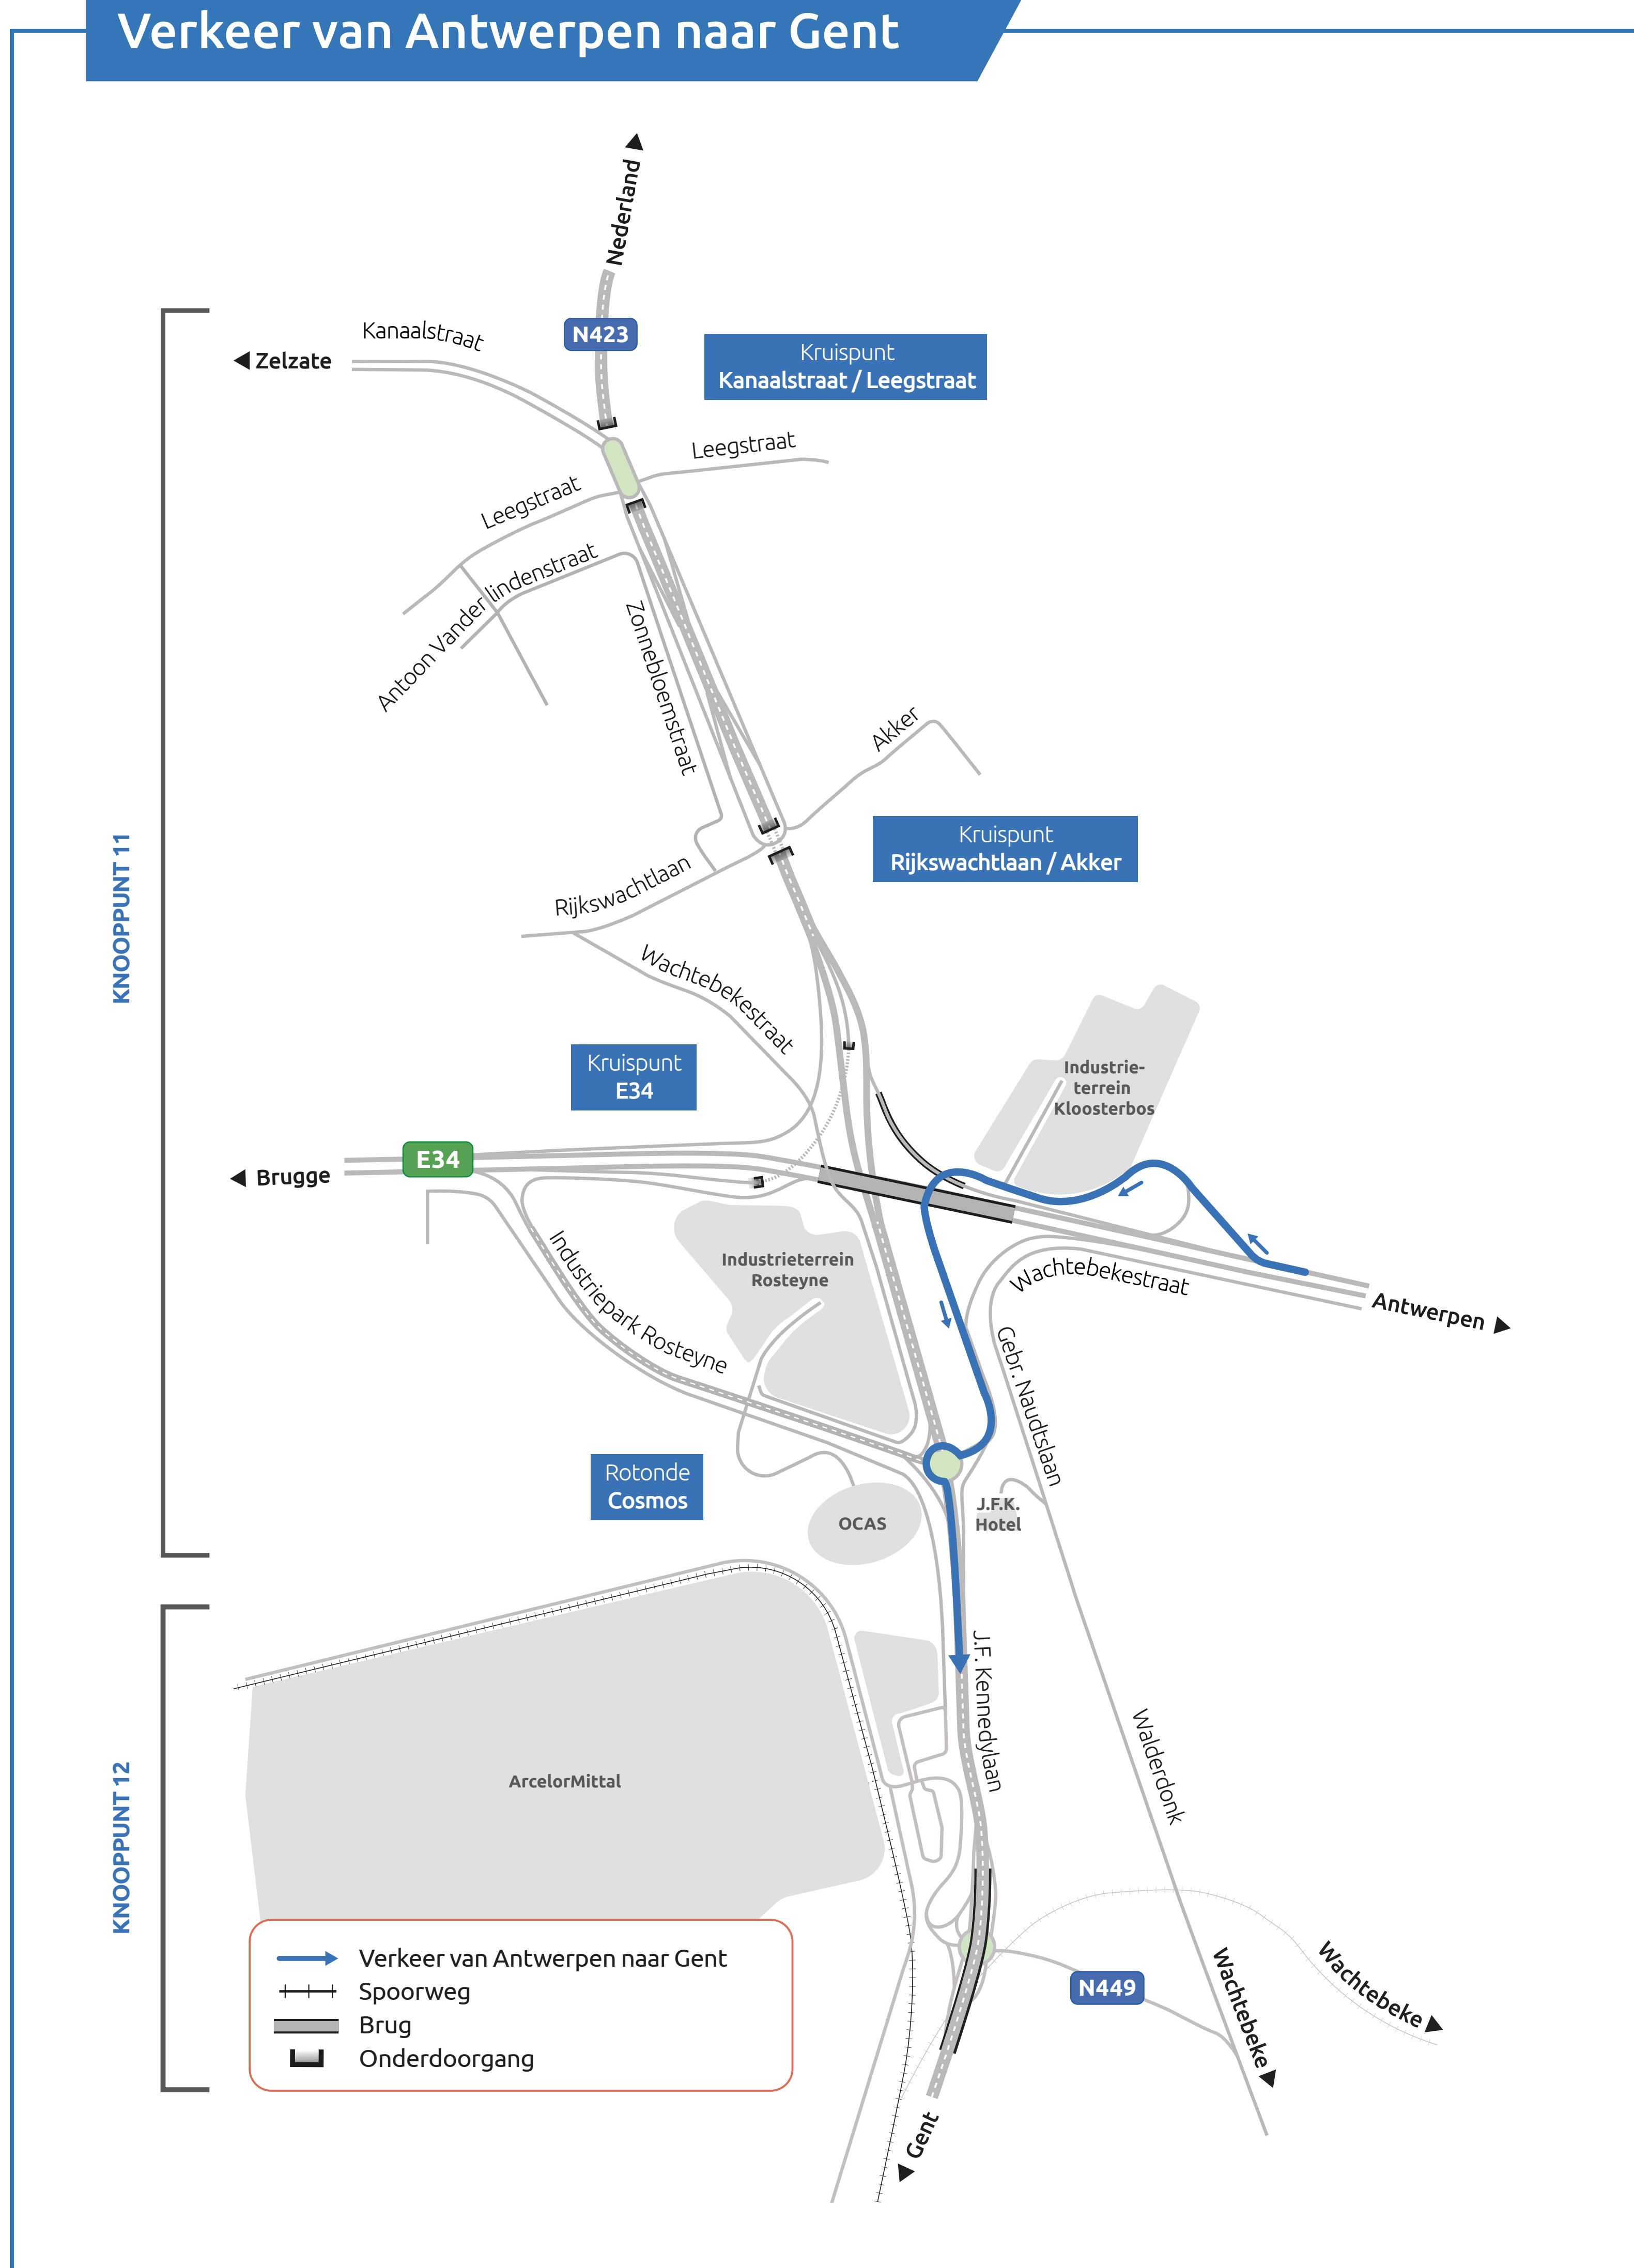 Verkeer van Antwerpen naar Gent
Nederland
N423
Kanaalstraat
Zelzate
Kruispunt
Kanaalstraat / Leegstraat
Leegstraat
Leegstraat
Antoon Vander lindenstraat
Zonnebloemstraat
Akker
KNOOPPUNT 11
Kruispunt
Rijkswachtlaan / Akker
Rijkswachtlaan
Wachtebekestraat
Kruispunt
E34
Industrie-
terrein
Kloosterbos
E34
Brugge
Industrieterrein
Rosteyne
Industriepark Rosteyne
Wachtebekestraat
Antwerpen
Gebr. Naudtslaan
Rotonde
Cosmos
OCAS
J.F.K.
Hotel
J.F. Kennedylaan
Walderdonk
ArcelorMittal
KNOOPPUNT 12
Verkeer van Antwerpen naar Gent
Spoorweg
Brug
Onderdoorgang
N449
Wachtebeke
Wachtebeke
Gent